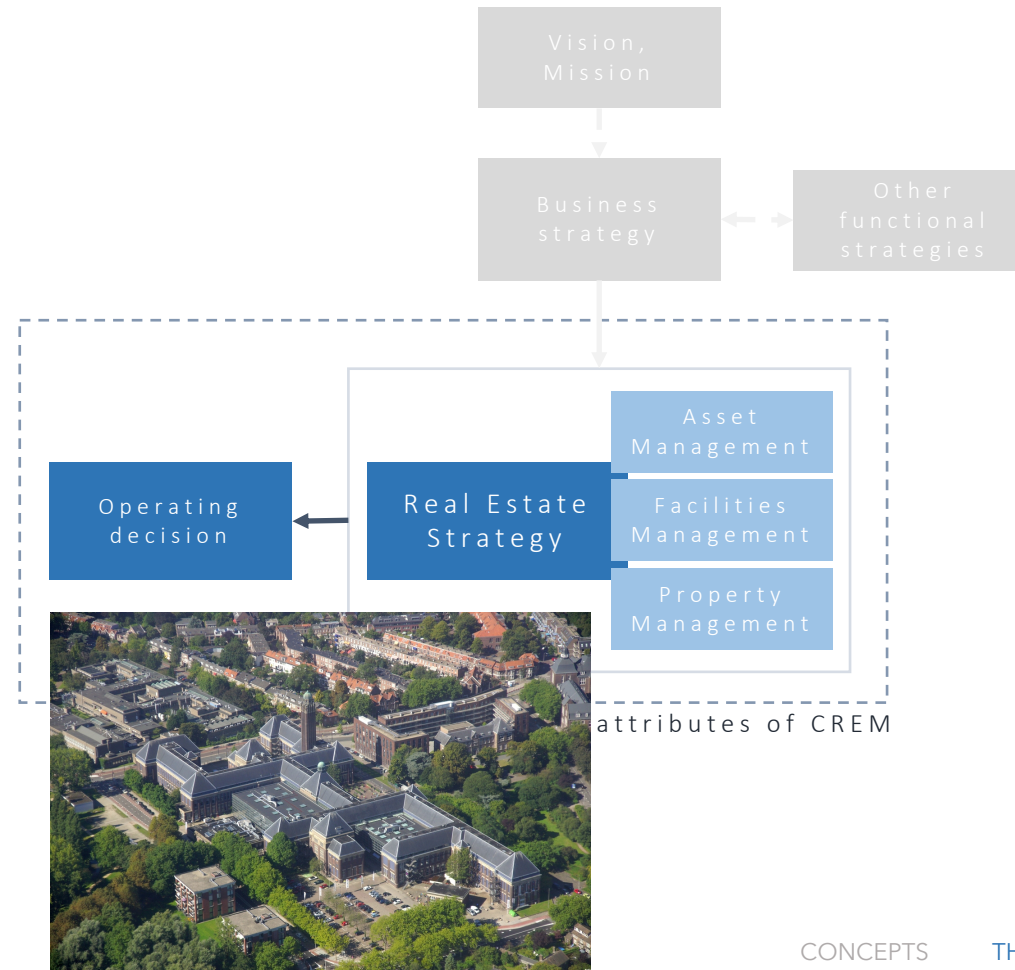 Vision,
Mission
Business
strategy
Other
functional
strategies
Asset
Management
Operating
decision
Real Estate
Strategy
Facilities
Management
Property
Management
attributes of CREM
CONCEPTS TH